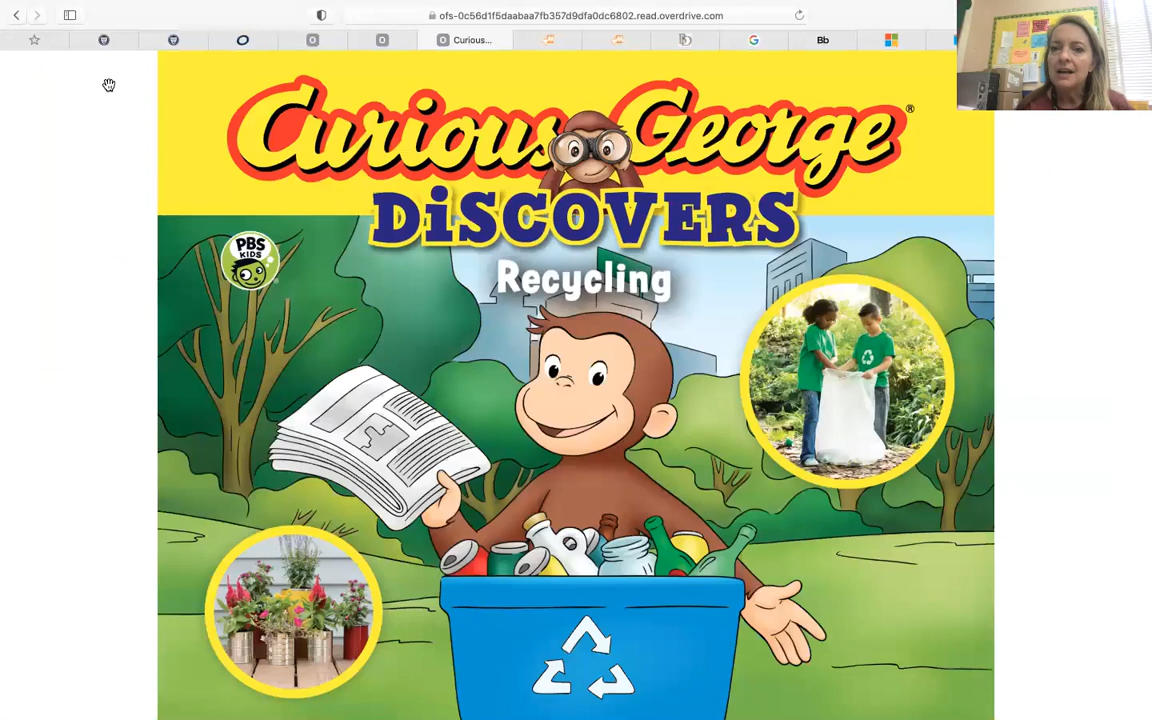 ofs-0c56d1f5daabaa7fb357d9dfa0dc6802.read.overdrive.com
Curious...
Bb
Curious George®
DiSCOVERS
PBS
KIDS
Recycling